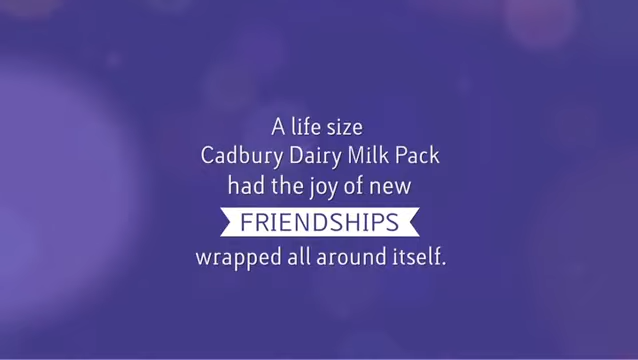 A life size
Cadbury Dairy Milk Pack
had the joy of new
FRIENDSHIPS
wrapped all around itself.